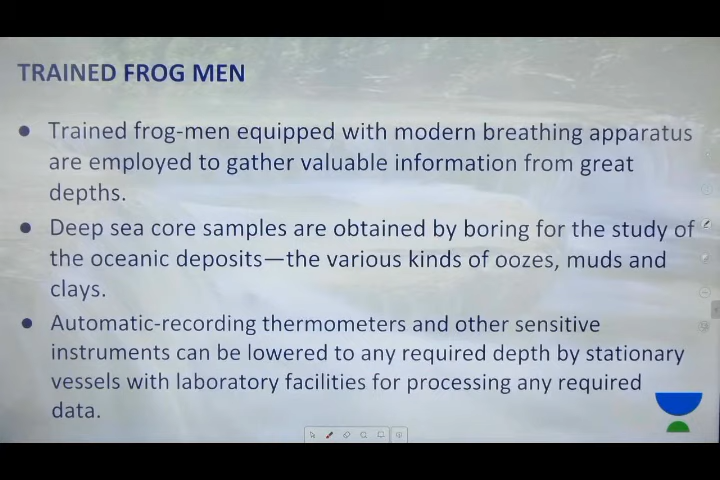 TRAINED FROG MEN
● Trained frog-men equipped with modern breathing apparatus
are employed to gather valuable information from great
depths.
● Deep sea core samples are obtained by boring for the study of
the oceanic deposits—the various kinds of oozes, muds and
clays.
● Automatic-recording thermometers and other sensitive
instruments can be lowered to any required depth by stationary
vessels with laboratory facilities for processing any required
data.